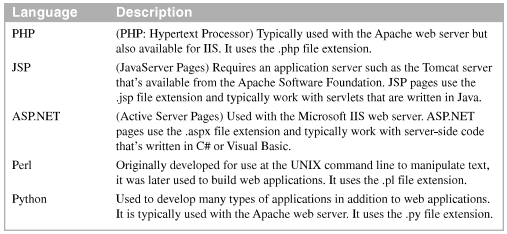 Language Description
PHP (PHP: Hypertext Processor) Typically used with the Apache web server but
also available for IIS. It uses the .php file extension.
JSP (JavaServer Pages) Requires an application server such as the Tomcat server
that's available from the Apache Software Foundation. JSP pages use the
.jsp file extension and typically work with servlets that are written in Java.
ASP.NET (Active Server Pages) Used with the Microsoft IIS web server. ASP.NET
pages use the .aspx file extension and typically work with server-side code
that's written in C# or Visual Basic.
Perl Originally developed for use at the UNIX command line to manipulate text,
it was later used to build web applications. It uses the .pl file extension.
Python Used to develop many types of applications in addition to web applications.
It is typically used with the Apache web server. It uses the .py file extension.